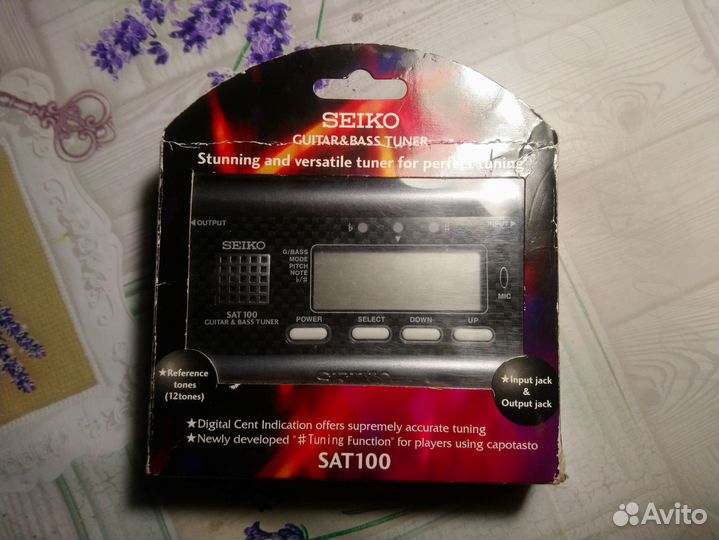 SEIKO
GUITAR&BASS TUNER
Stunning and versatile tuner for perfect tuning
◄OUTPUT
INPUT►
♭
♯
SEIKO
G/BASS
MODE
PITCH
NOTE
♭/♯
MIC
SAT100
GUITAR & BASS TUNER
POWER SELECT DOWN UP
SEIKO
★Reference
tones
(12tones)
★Input jack
&
Output jack
★Digital Cent Indication offers supremely accurate tuning
★Newly developed "♯Tuning Function" for players using capotasto
SAT100
Avito